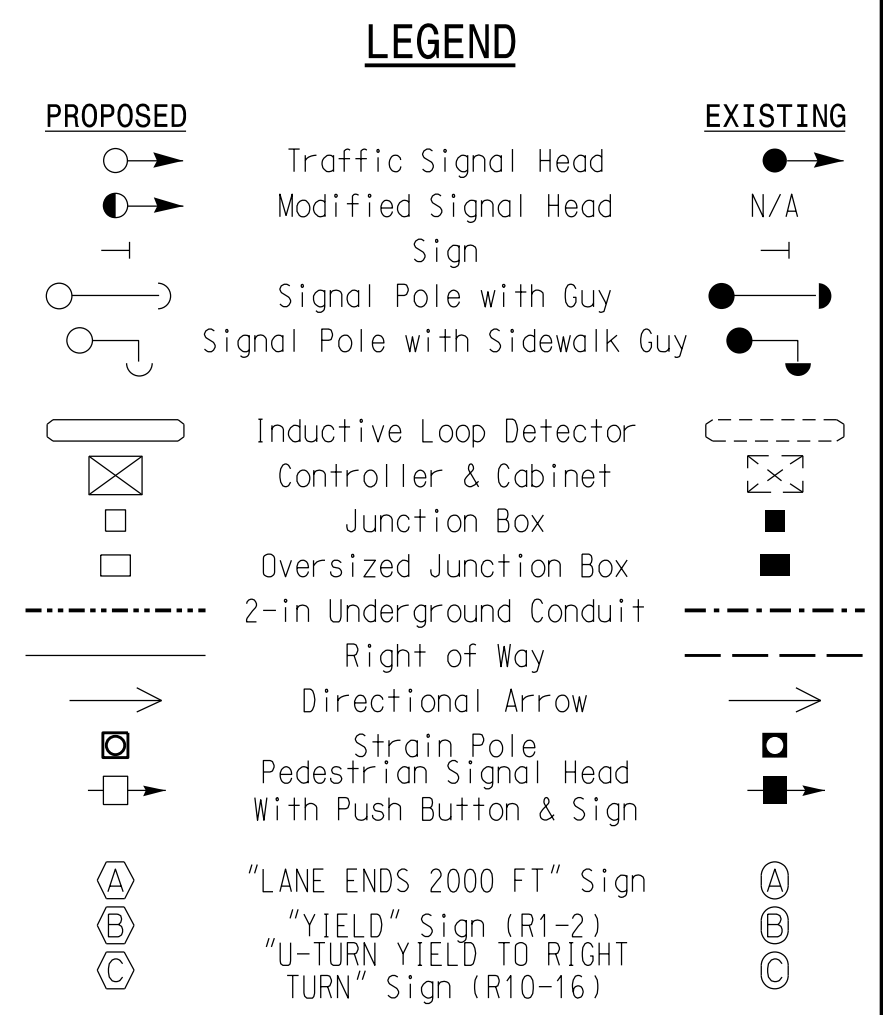 LEGEND
PROPOSED EXISTING
Traffic Signal Head
Modified Signal Head N/A
Sign
Signal Pole with Guy
Signal Pole with Sidewalk Guy
Inductive Loop Detector
Controller & Cabinet
Junction Box
Oversized Junction Box
2-in Underground Conduit
Right of Way
Directional Arrow
Strain Pole
Pedestrian Signal Head
With Push Button & Sign
A "LANE ENDS 2000 FT" Sign A
B "YIELD" Sign (R1-2) B
"U-TURN YIELD TO RIGHT
C TURN" Sign (R10-16) C